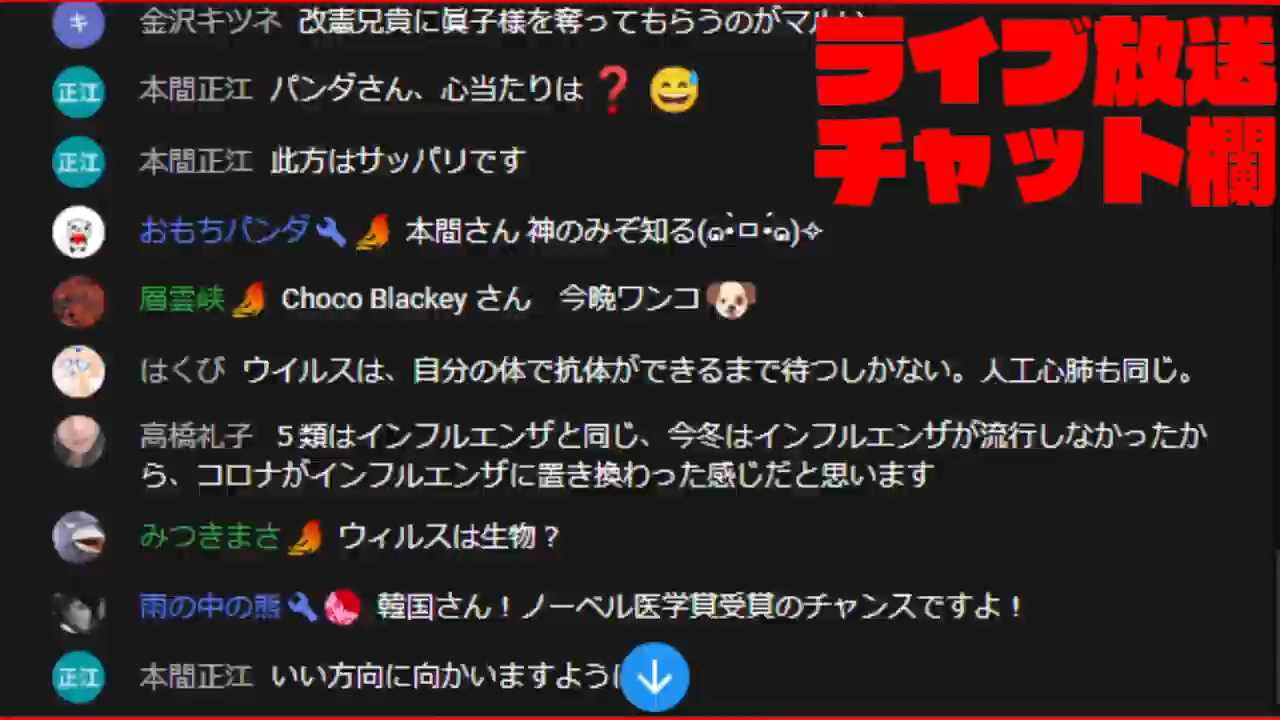 キ 金沢キツネ 改憲兄貴に眞子様を奪ってもらうのがマルい
ライブ放送
チャット欄
正江 本間正江 パンダさん、心当たりは❓😅
正江 本間正江 此方はサッパリです
おもちパンダ 本間さん 神のみぞ知る(๑•̀ㅁ•́๑)✧
層雲峡 Choco Blackey さん 今晩ワンコ🐶
はくび ウイルスは、自分の体で抗体ができるまで待つしかない。人工心肺も同じ。
高橋礼子 ５類はインフルエンザと同じ、今冬はインフルエンザが流行しなかったか
ら、コロナがインフルエンザに置き換わった感じだと思います
みつきまさ ウィルスは生物？
雨の中の熊 韓国さん！ノーベル医学賞受賞のチャンスですよ！
正江 本間正江 いい方向に向かいますように